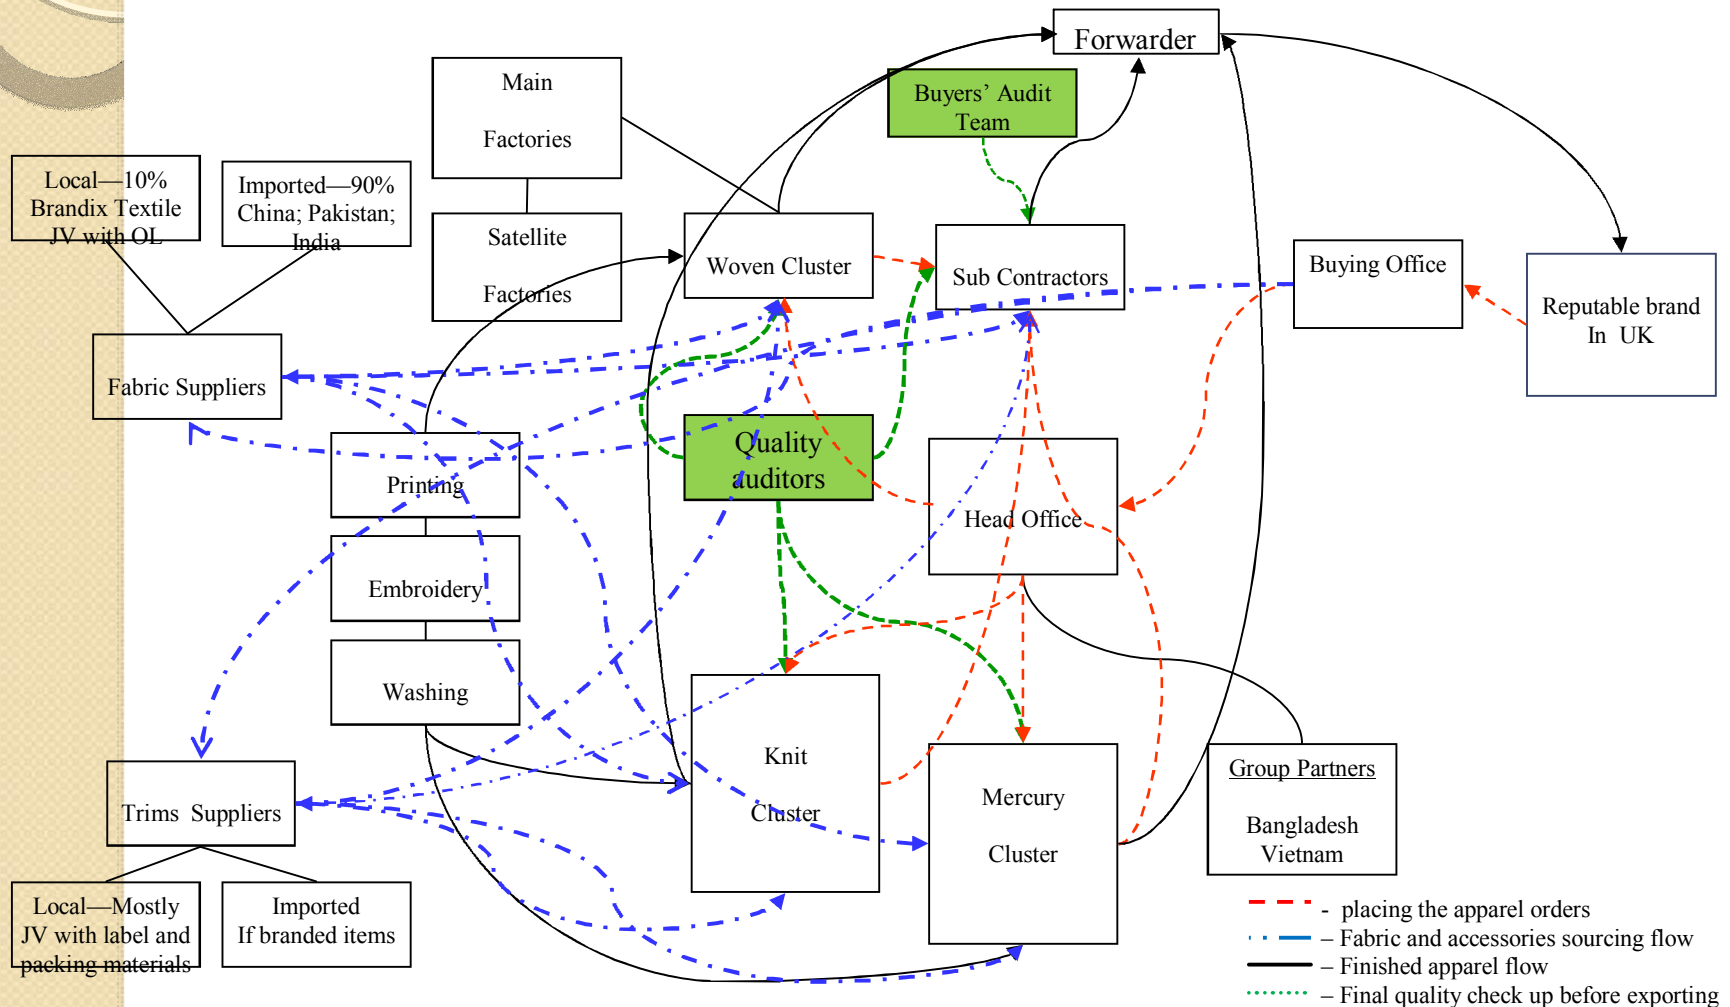 Forwarder
Main
Factories
Buyers’ Audit
Team
Local—10%
Brandix Textile
JV with OL
Imported—90%
China; Pakistan;
India
Satellite
Factories
Woven Cluster
Sub Contractors
Buying Office
Reputable brand
In UK
Fabric Suppliers
Printing
Quality
auditors
Head Office
Embroidery
Washing
Knit
Cluster
Mercury
Cluster
Group Partners
Bangladesh
Vietnam
Trims Suppliers
Local—Mostly
JV with label and
packing materials
Imported
If branded items
- placing the apparel orders
– Fabric and accessories sourcing flow
– Finished apparel flow
– Final quality check up before exporting